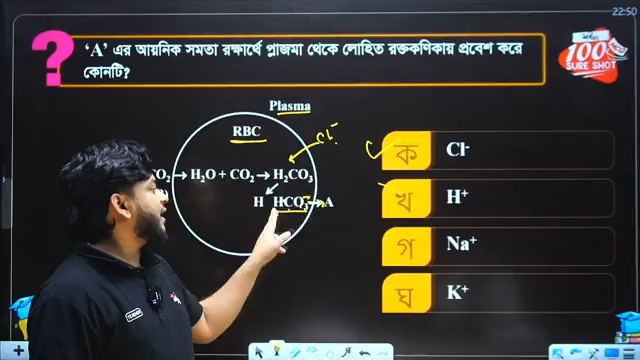 22:50
'A' এর আয়নিক সমতা রক্ষার্থে প্লাজমা থেকে লোহিত রক্তকণিকায় প্রবেশ করে
কোনটি?
100
SURE SHOT
Plasma
RBC
Cl⁻
CO₂ → H₂O + CO₂ → H₂CO₃
H HCO₃⁻ → A
ক Cl⁻
খ H⁺
গ Na⁺
ঘ K⁺